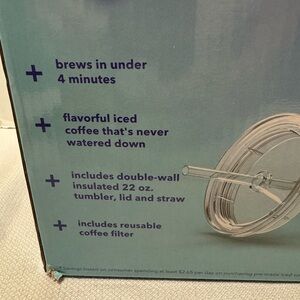 + brews in under
4 minutes
+ flavorful iced
coffee that's never
watered down
+ includes double-wall
insulated 22 oz.
tumbler, lid and straw
+ includes reusable
coffee filter